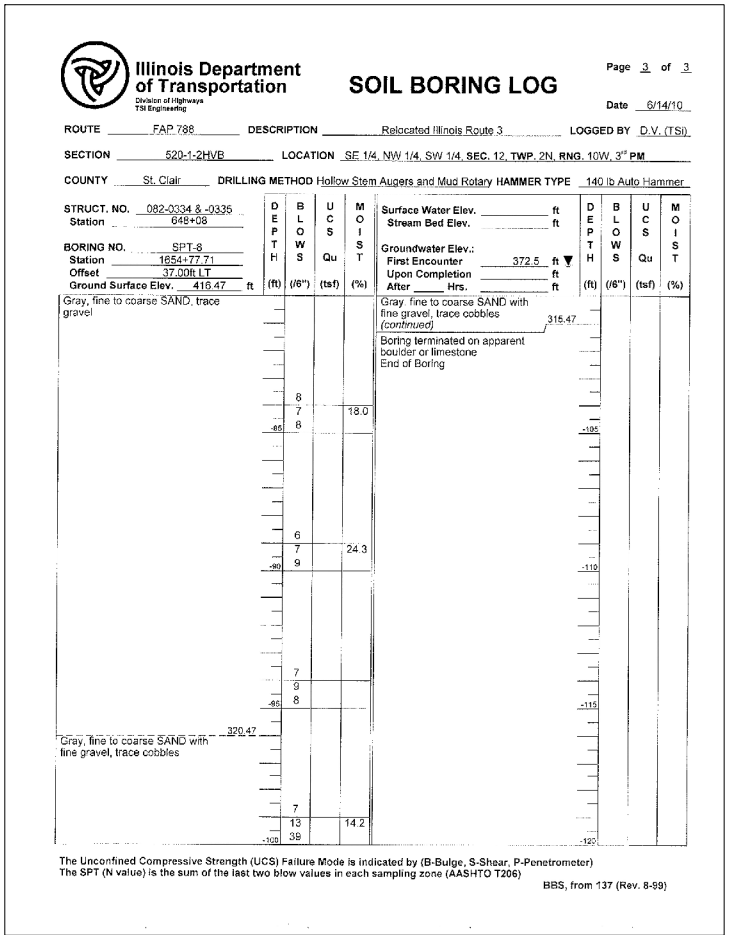 Illinois Department
of Transportation
Division of Highways
TSI Engineering
SOIL BORING LOG
Page 3 of 3
Date 6/14/10
ROUTE FAP 788 DESCRIPTION Relocated Illinois Route 3 LOGGED BY D.V. (TSi)
SECTION 520-1-2HVB LOCATION SE 1/4, NW 1/4, SW 1/4, SEC. 12, TWP. 2N, RNG. 10W, 3rd PM
COUNTY St. Clair DRILLING METHOD Hollow Stem Augers and Mud Rotary HAMMER TYPE 140 lb Auto Hammer
STRUCT. NO. 082-0334 & -0335
Station 648+08
BORING NO. SPT-8
Station 1654+77.71
Offset 37.00ft LT
Ground Surface Elev. 416.47 ft
DEPTH (ft)
BLOWS (/6")
UCS Qu (tsf)
MOIST (%)
Surface Water Elev. ft
Stream Bed Elev. ft
Groundwater Elev.:
First Encounter 372.5 ft ▼
Upon Completion ft
After Hrs. ft
DEPTH (ft)
BLOWS (/6")
UCS Qu (tsf)
MOIST (%)
Gray, fine to coarse SAND, trace
gravel
8
7 18.0
-85 8
6
7 24.3
-90 9
7
9
-95 8
320.47
Gray, fine to coarse SAND with
fine gravel, trace cobbles
7
13 14.2
-100 39
Gray, fine to coarse SAND with
fine gravel, trace cobbles
(continued) 315.47
Boring terminated on apparent
boulder or limestone
End of Boring
-105
-110
-115
-120
The Unconfined Compressive Strength (UCS) Failure Mode is indicated by (B-Bulge, S-Shear, P-Penetrometer)
The SPT (N value) is the sum of the last two blow values in each sampling zone (AASHTO T206)
BBS, from 137 (Rev. 8-99)